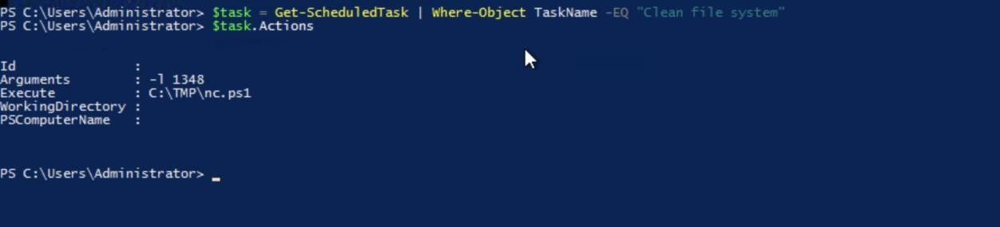 PS C:\Users\Administrator> $task = Get-ScheduledTask | Where-Object TaskName -EQ "Clean file system"
PS C:\Users\Administrator> $task.Actions
Id :
Arguments : -l 1348
Execute : C:\TMP\nc.ps1
WorkingDirectory :
PSComputerName :
PS C:\Users\Administrator> _